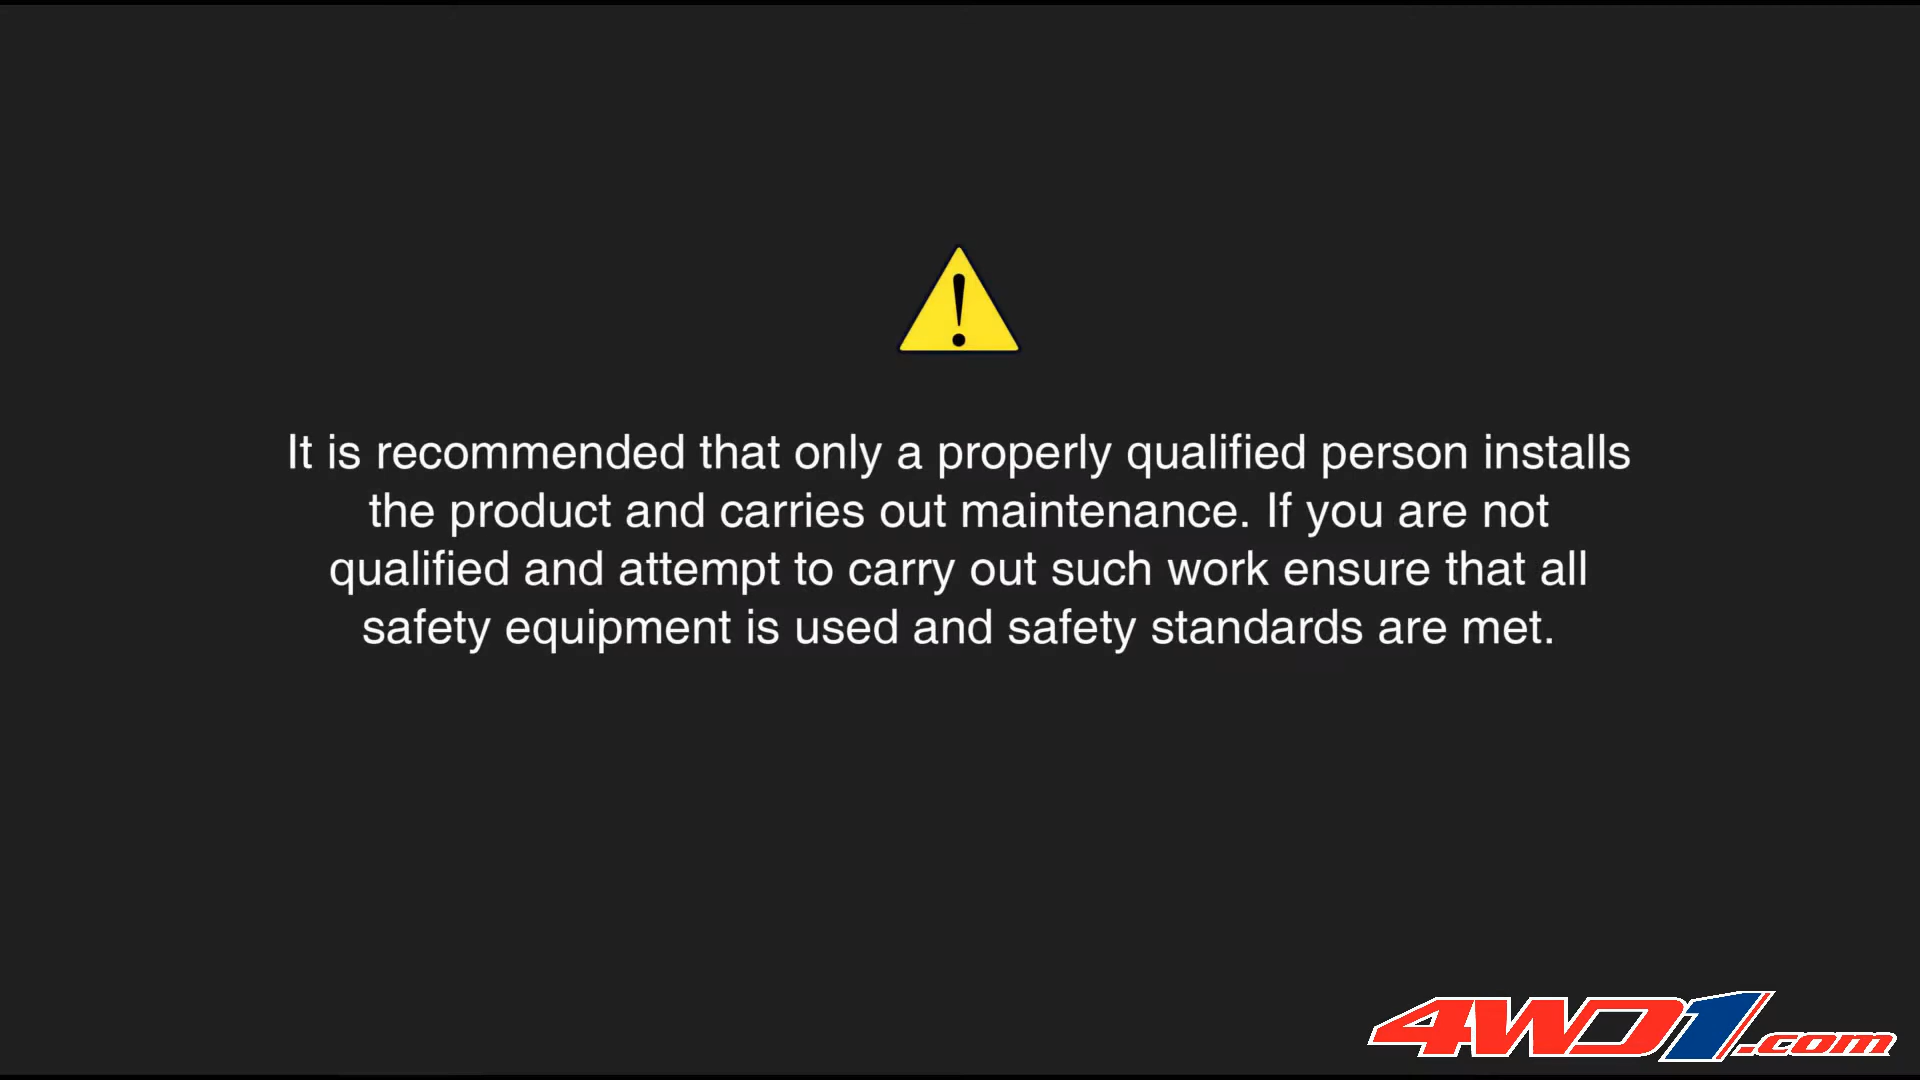 It is recommended that only a properly qualified person installs
the product and carries out maintenance. If you are not
qualified and attempt to carry out such work ensure that all
safety equipment is used and safety standards are met.
4WD1.com